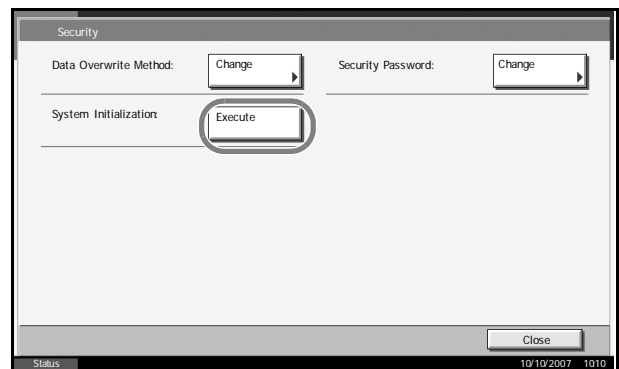 Security
Data Overwrite Method: Change Security Password: Change
System Initialization: Execute
Close
Status 10/10/2007 10:10